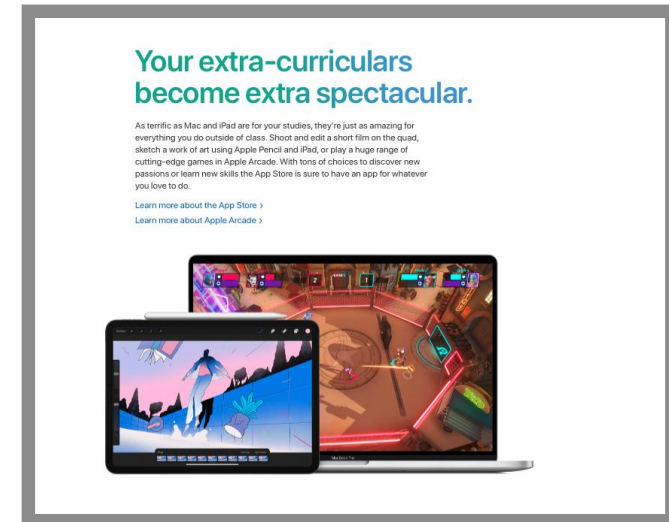 Your extra-curriculars
become extra spectacular.
As terrific as Mac and iPad are for your studies, they're just as amazing for
everything you do outside of class. Shoot and edit a short film on the quad,
sketch a work of art using Apple Pencil and iPad, or play a huge range of
cutting-edge games in Apple Arcade. With tons of choices to discover new
passions or learn new skills the App Store is sure to have an app for whatever
you love to do.
Learn more about the App Store >
Learn more about Apple Arcade >
2
1
MacBook Pro